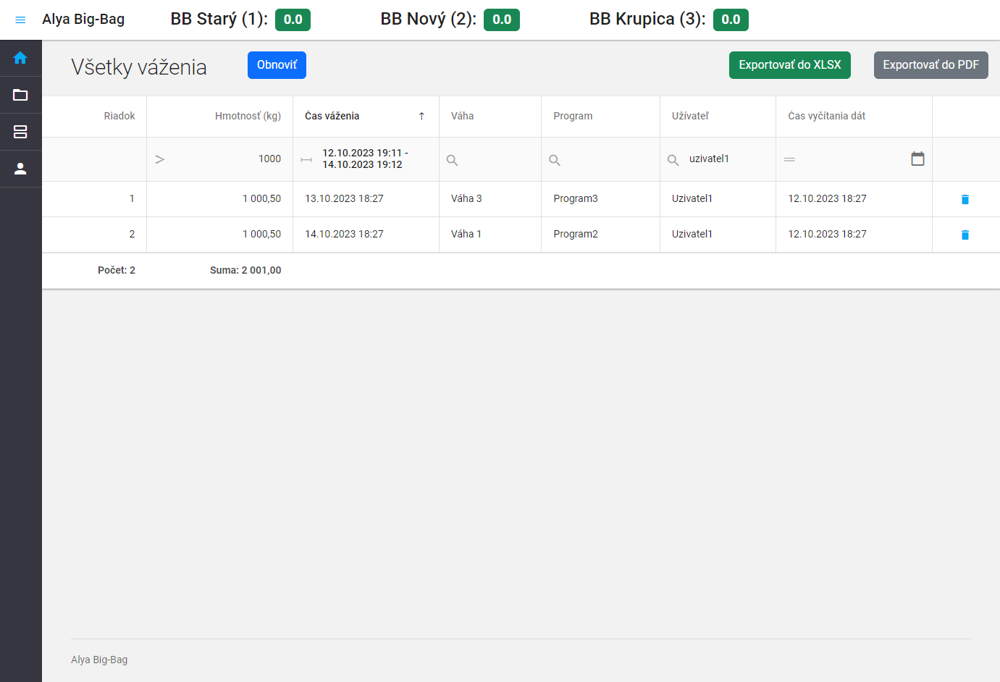 Alya Big-Bag
BB Starý (1): 0.0
BB Nový (2): 0.0
BB Krupica (3): 0.0
Všetky váženia
Obnoviť
Exportovať do XLSX
Exportovať do PDF
Riadok
Hmotnosť (kg)
Čas váženia
Váha
Program
Užívateľ
Čas vyčítania dát
1000
12.10.2023 19:11 -
14.10.2023 19:12
uzivatel1
1
1 000,50
13.10.2023 18:27
Váha 3
Program3
Uzivatel1
12.10.2023 18:27
2
1 000,50
14.10.2023 18:27
Váha 1
Program2
Uzivatel1
12.10.2023 18:27
Počet: 2
Suma: 2 001,00
Alya Big-Bag